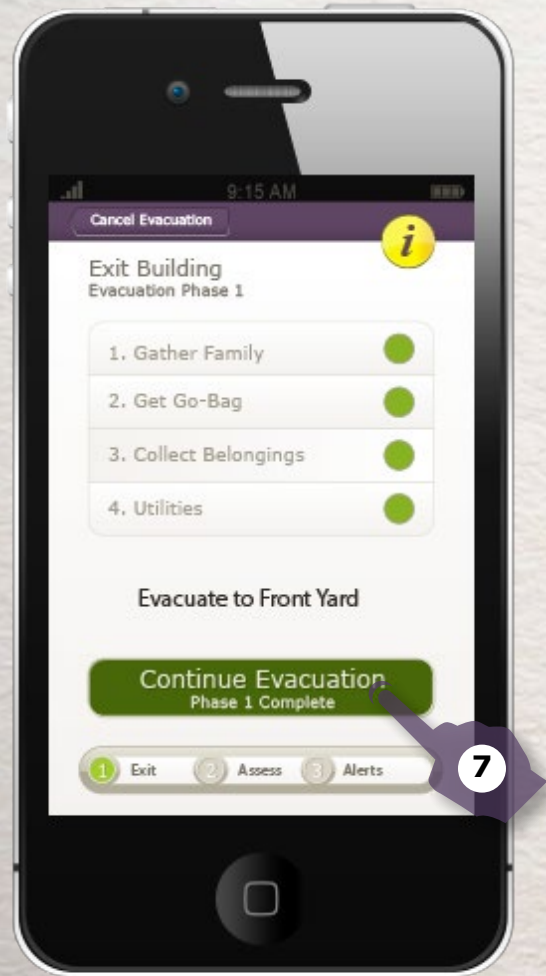 9:15 AM
Cancel Evacuation
i
Exit Building
Evacuation Phase 1
1. Gather Family
2. Get Go-Bag
3. Collect Belongings
4. Utilities
Evacuate to Front Yard
Continue Evacuation
Phase 1 Complete
1 Exit 2 Assess 3 Alerts
7